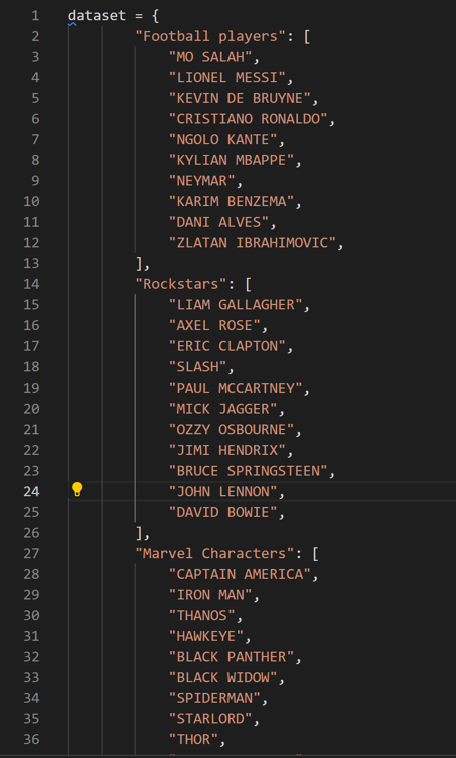 1 dataset = {
2 "Football players": [
3 "MO SALAH",
4 "LIONEL MESSI",
5 "KEVIN DE BRUYNE",
6 "CRISTIANO RONALDO",
7 "NGOLO KANTE",
8 "KYLIAN MBAPPE",
9 "NEYMAR",
10 "KARIM BENZEMA",
11 "DANI ALVES",
12 "ZLATAN IBRAHIMOVIC",
13 ],
14 "Rockstars": [
15 "LIAM GALLAGHER",
16 "AXEL ROSE",
17 "ERIC CLAPTON",
18 "SLASH",
19 "PAUL MCCARTNEY",
20 "MICK JAGGER",
21 "OZZY OSBOURNE",
22 "JIMI HENDRIX",
23 "BRUCE SPRINGSTEEN",
24 "JOHN LENNON",
25 "DAVID BOWIE",
26 ],
27 "Marvel Characters": [
28 "CAPTAIN AMERICA",
29 "IRON MAN",
30 "THANOS",
31 "HAWKEYE",
32 "BLACK PANTHER",
33 "BLACK WIDOW",
34 "SPIDERMAN",
35 "STARLORD",
36 "THOR",